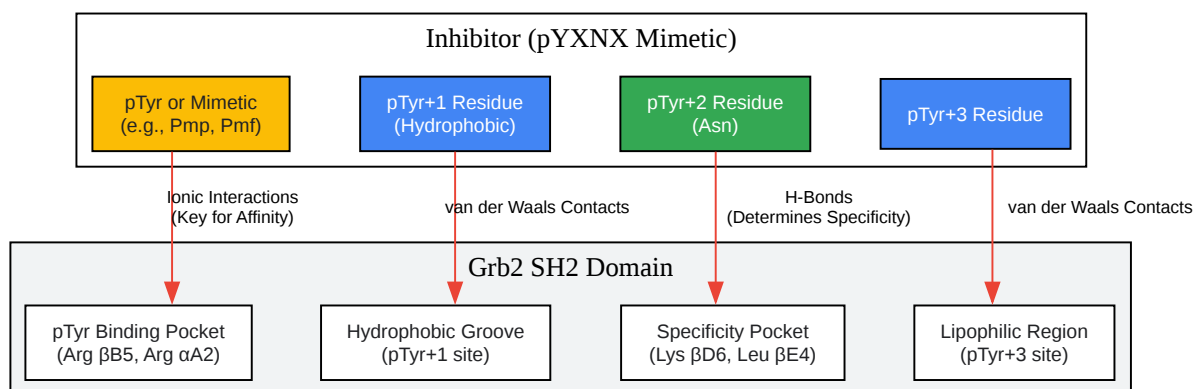 Inhibitor (pYXNX Mimetic)
pTyr or Mimetic
(e.g., Pmp, Pmf)
pTyr+1 Residue
(Hydrophobic)
pTyr+2 Residue
(Asn)
pTyr+3 Residue
Ionic Interactions
(Key for Affinity)
van der Waals Contacts
H-Bonds
(Determines Specificity)
van der Waals Contacts
Grb2 SH2 Domain
pTyr Binding Pocket
(Arg βB5, Arg αA2)
Hydrophobic Groove
(pTyr+1 site)
Specificity Pocket
(Lys βD6, Leu βE4)
Lipophilic Region
(pTyr+3 site)